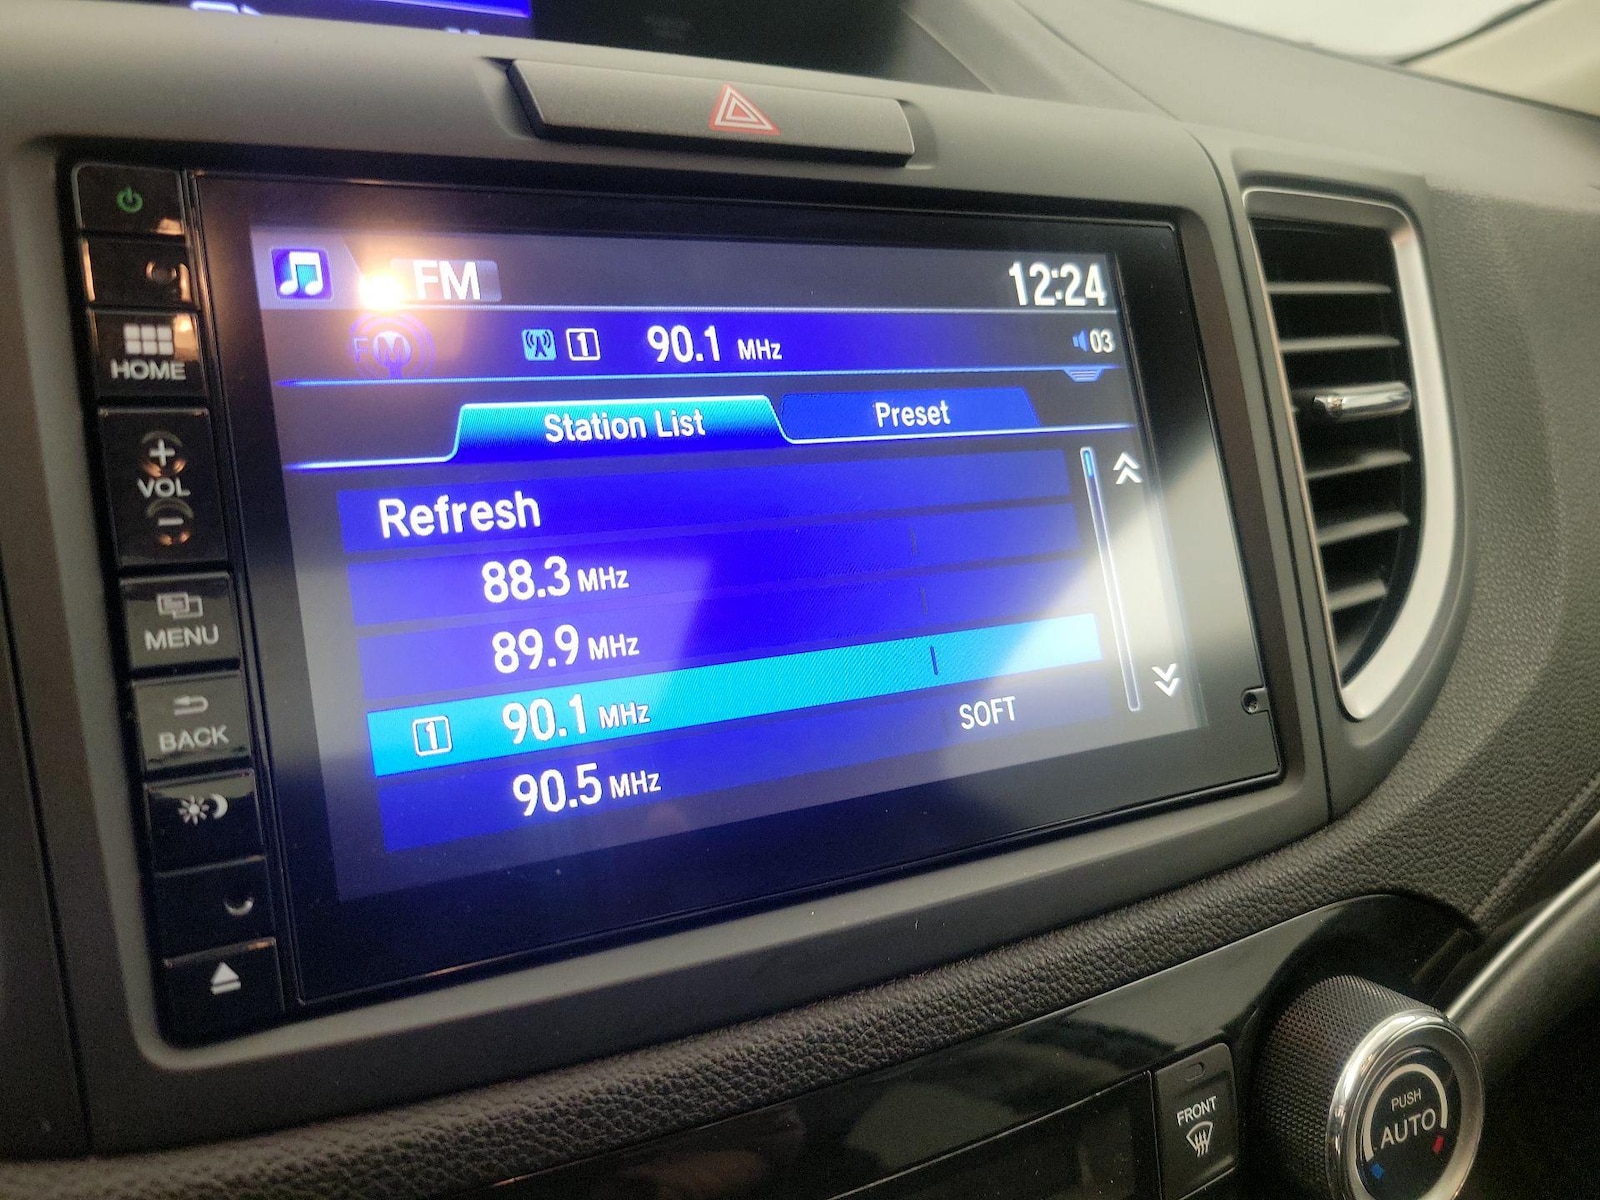 FM
12:24
FM
1 90.1 MHz
03
Station List
Preset
Refresh
88.3 MHz
89.9 MHz
1 90.1 MHz
90.5 MHz SOFT
HOME
+
VOL
-
MENU
BACK
FRONT
PUSH
AUTO